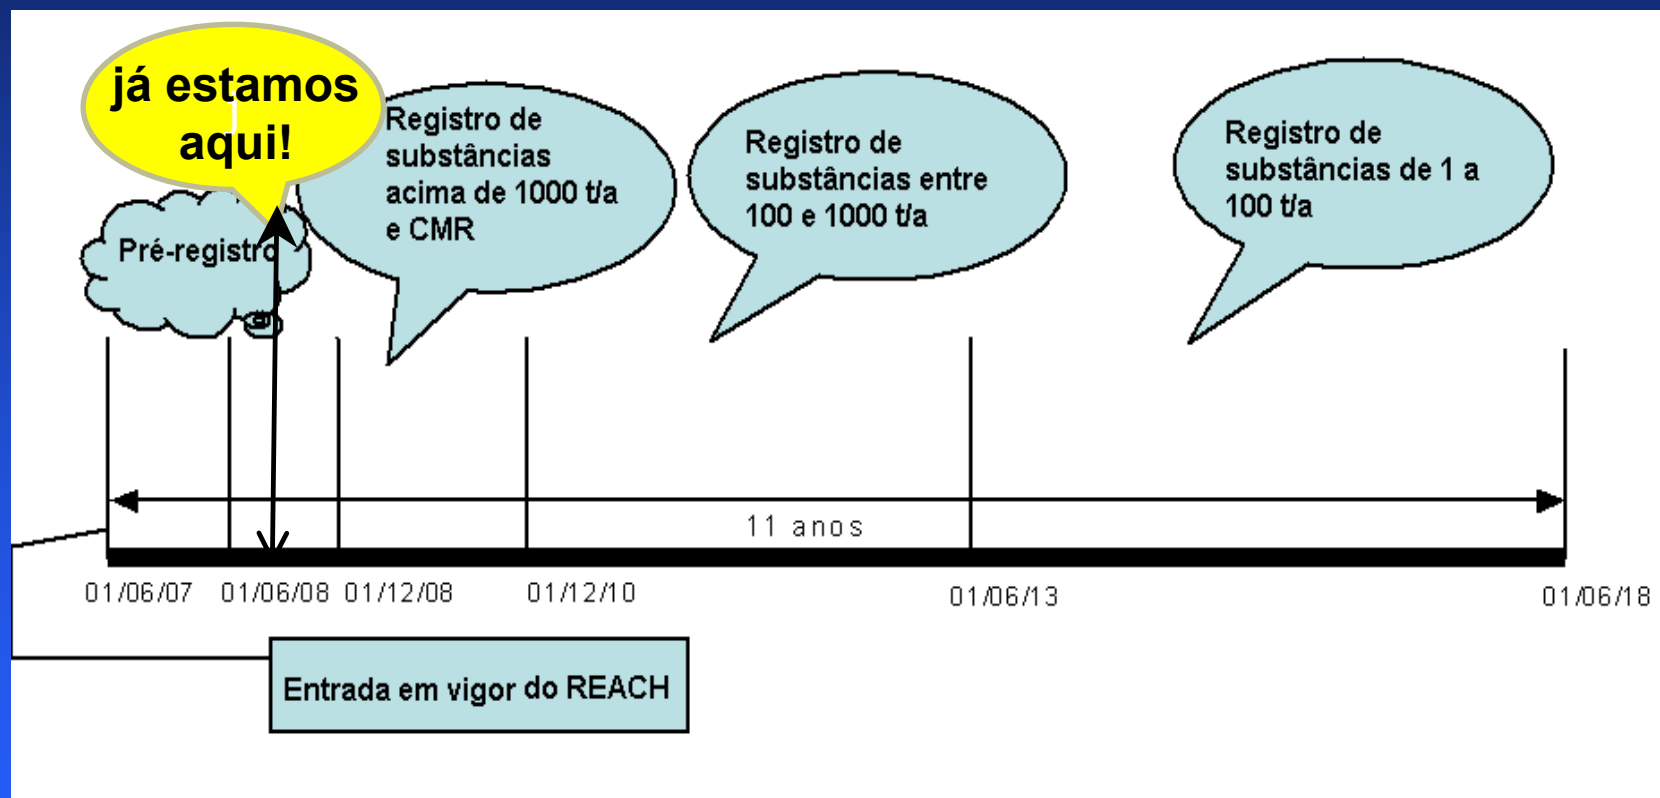 já estamos
aqui!
Pré-registro
Registro de
substâncias
acima de 1000 t/a
e CMR
Registro de
substâncias entre
100 e 1000 t/a
Registro de
substâncias de 1 a
100 t/a
11 anos
01/06/07
01/06/08
01/12/08
01/12/10
01/06/13
01/06/18
Entrada em vigor do REACH